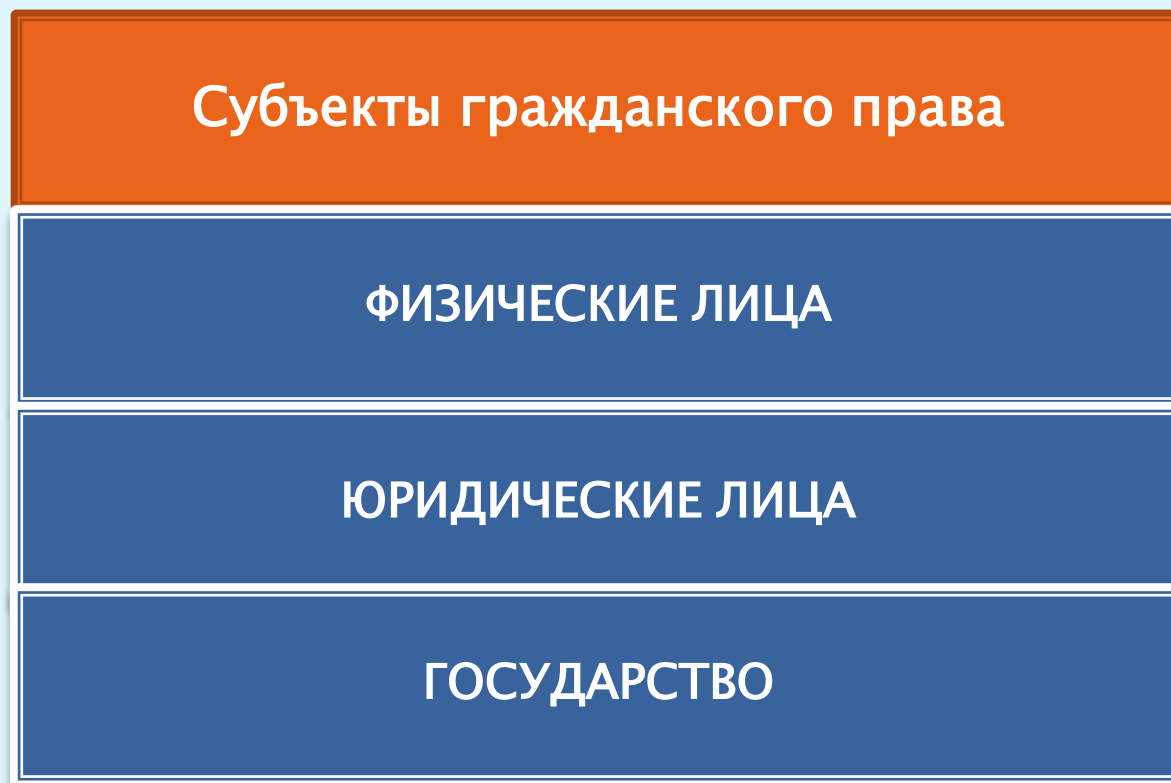 Субъекты гражданского права
ФИЗИЧЕСКИЕ ЛИЦА
ЮРИДИЧЕСКИЕ ЛИЦА
ГОСУДАРСТВО